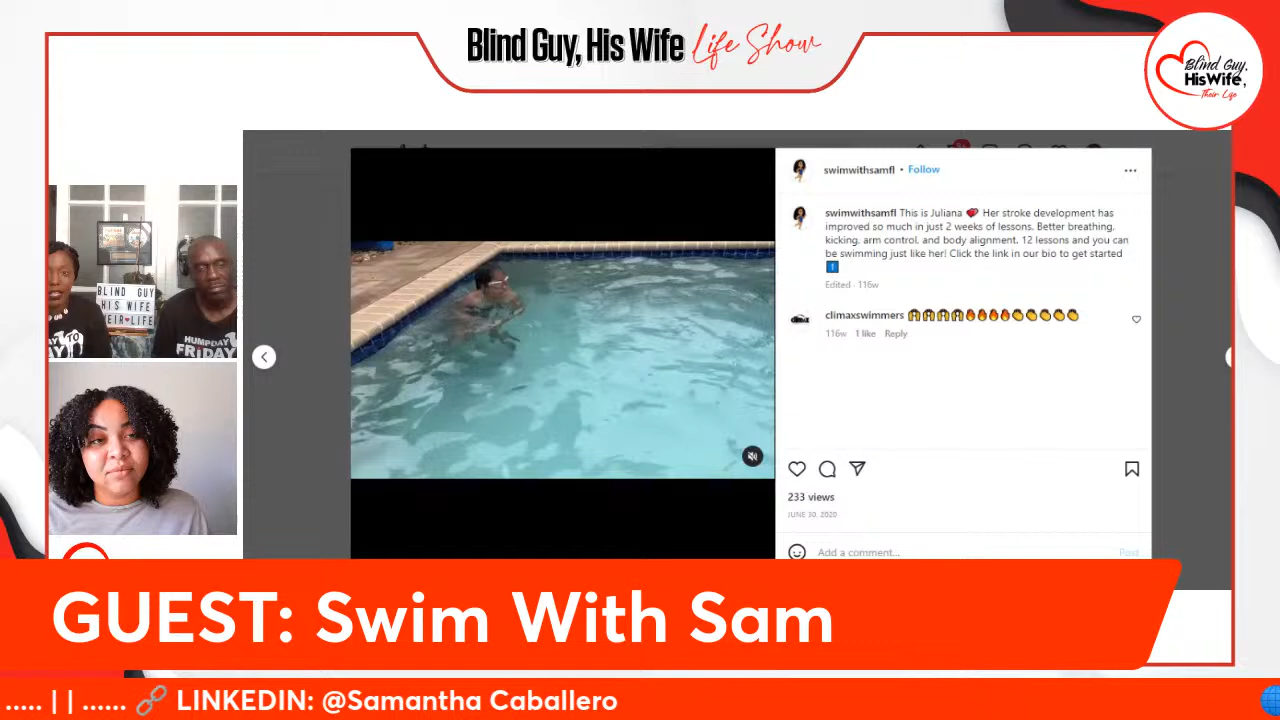 Blind Guy, His Wife Life Show
Blind Guy,
HisWife,
Their Life
BLIND GUY
HIS WIFE
HUMPDAY
FRIDAY
swimwithsamfl • Follow
swimwithsamfl This is Juliana 💕 Her stroke development has
improved so much in just 2 weeks of lessons. Better breathing,
kicking, arm control, and body alignment. 12 lessons and you can
be swimming just like her! Click the link in our bio to get started
Edited · 116w
climaxswimmers 🙌🙌🙌🙌🔥🔥🔥🔥👏👏👏👏👏
116w 1 like Reply
233 views
JUNE 30, 2020
Add a comment... Post
GUEST: Swim With Sam
..... | | ...... 🔗 LINKEDIN: @Samantha Caballero